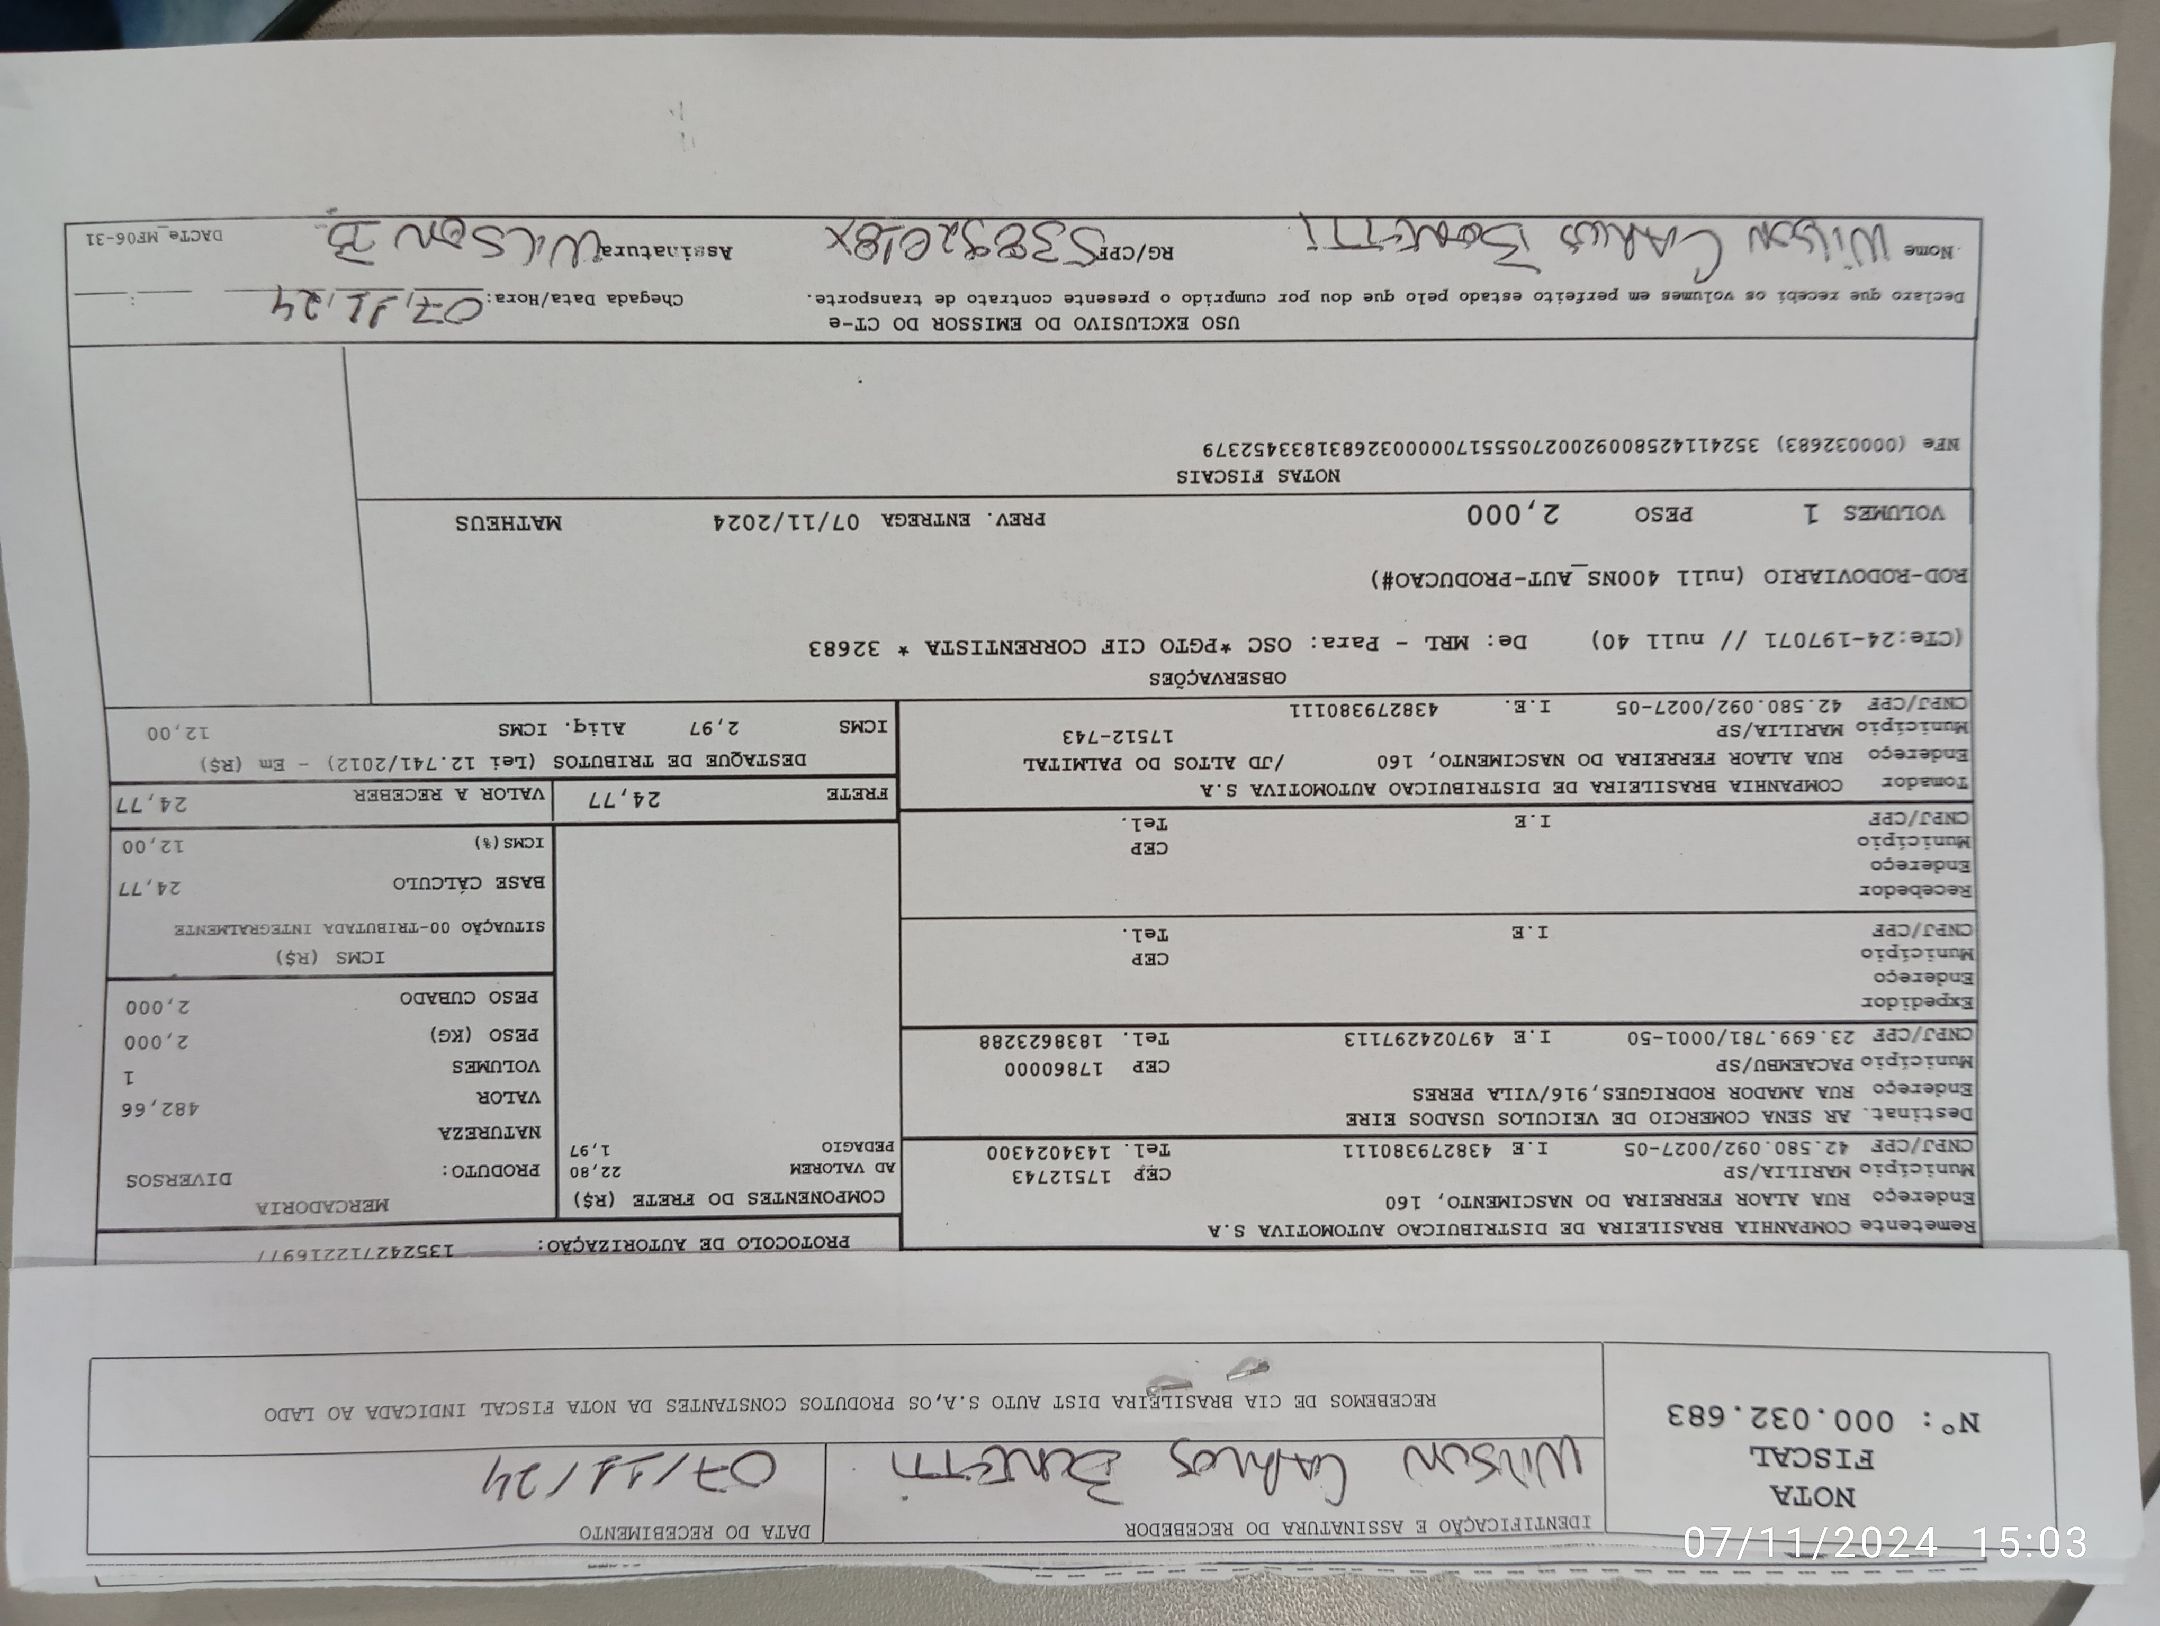 NOTA
FISCAL
Nº: 000.032.683
IDENTIFICAÇÃO E ASSINATURA DO RECEBEDOR
DATA DO RECEBIMENTO
Wilson Carlos Bonetti
07/11/24
RECEBEMOS DE CIA BRASILEIRA DIST AUTO S.A,OS PRODUTOS CONSTANTES DA NOTA FISCAL INDICADA AO LADO
PROTOCOLO DE AUTORIZAÇÃO: 135242712216977
Remetente COMPANHIA BRASILEIRA DE DISTRIBUICAO AUTOMOTIVA S.A
Endereço RUA ALAOR FERREIRA DO NASCIMENTO, 160
Município MARILIA/SP CEP 17512743
CNPJ/CPF 42.580.092/0027-05 I.E 438279380111 Tel. 1434024300
Destinat. AR SENA COMERCIO DE VEICULOS USADOS EIRE
Endereço RUA AMADOR RODRIGUES,916/VILA PERES
Município PACAEMBU/SP CEP 17860000
CNPJ/CPF 23.699.781/0001-50 I.E 497024297113 Tel. 1838623288
Expedidor
Endereço
Município CEP
CNPJ/CPF I.E Tel.
Recebedor
Endereço
Município CEP
CNPJ/CPF I.E Tel.
Tomador COMPANHIA BRASILEIRA DE DISTRIBUICAO AUTOMOTIVA S.A
Endereço RUA ALAOR FERREIRA DO NASCIMENTO, 160 /JD ALTOS DO PALMITAL
Município MARILIA/SP 17512-743
CNPJ/CPF 42.580.092/0027-05 I.E. 438279380111
COMPONENTES DO FRETE (R$)
AD VALOREM 22,80
PEDAGIO 1,97
MERCADORIA
PRODUTO: DIVERSOS
NATUREZA
VALOR 482,66
VOLUMES 1
PESO (KG) 2,000
PESO CUBADO 2,000
ICMS (R$)
SITUAÇÃO 00-TRIBUTADA INTEGRALMENTE
BASE CÁLCULO 24,77
ICMS(%) 12,00
FRETE 24,77 VALOR A RECEBER 24,77
DESTAQUE DE TRIBUTOS (Lei 12.741/2012) - Em (R$)
ICMS 2,97 Aliq. ICMS 12,00
OBSERVAÇÕES
(CTe:24-197071 // null 40) De: MRL - Para: OSC *PGTO CIF CORRENTISTA * 32683
ROD-RODOVIARIO (null 400NS_AUT-PRODUCAO#)
VOLUMES 1 PESO 2,000 PREV. ENTREGA 07/11/2024 MATHEUS
NOTAS FISCAIS
NFe (000032683) 35241142580092002705551700000326831833452379
USO EXCLUSIVO DO EMISSOR DO CT-e
Declaro que recebi os volumes em perfeito estado pelo que dou por cumprido o presente contrato de transporte. Chegada Data/Hora: 07/11/24 :
Nome Wilson Carlos Bonetti RG/CPF 53892018X Assinatura Wilson B
DACTe_MF06-31
07/11/2024 15:03